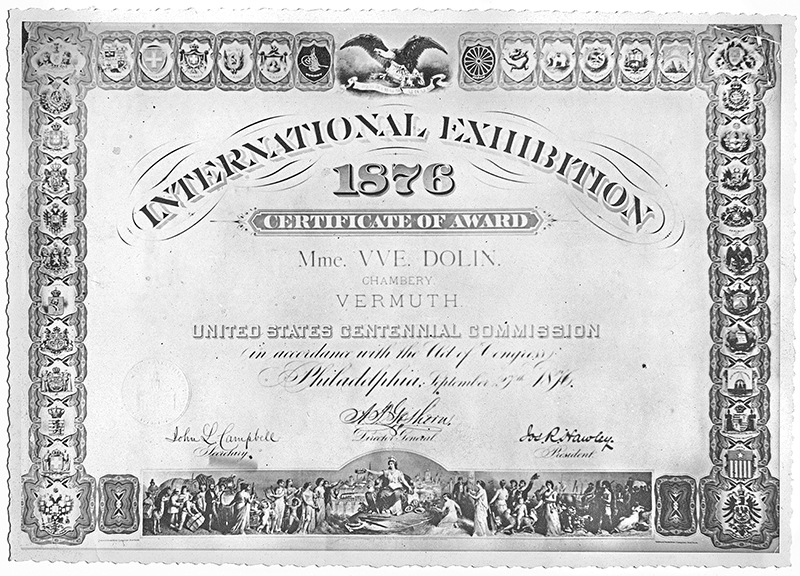 INTERNATIONAL EXHIBITION
1876
CERTIFICATE OF AWARD
Mme. VVE. DOLIN.
CHAMBERY.
VERMUTH.
UNITED STATES CENTENNIAL COMMISSION
(in accordance with the Act of Congress)
Philadelphia, September 27th 1876.
John L Campbell
Secretary.
Director General
Jos. R. Hawley.
President.